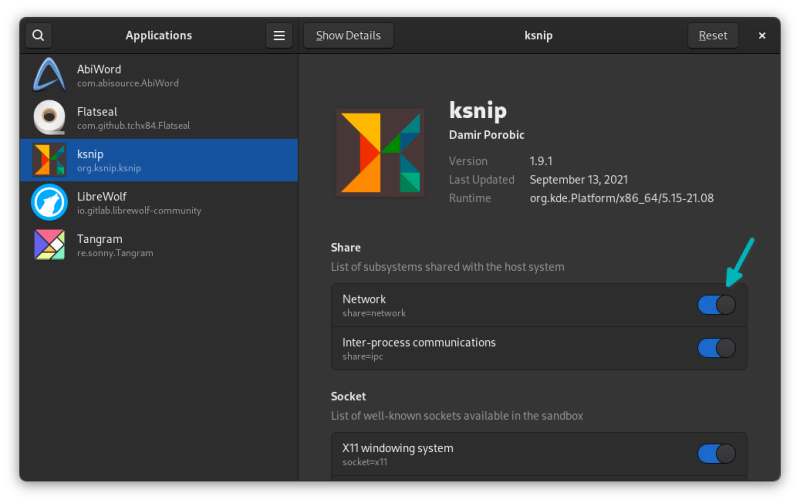 Applications
Show Details
ksnip
Reset
AbiWord
com.abisource.AbiWord
Flatseal
com.github.tchx84.Flatseal
ksnip
org.ksnip.ksnip
LibreWolf
io.gitlab.librewolf-community
Tangram
re.sonny.Tangram
ksnip
Damir Porobic
Version 1.9.1
Last Updated September 13, 2021
Runtime org.kde.Platform/x86_64/5.15-21.08
Share
List of subsystems shared with the host system
Network
share=network
Inter-process communications
share=ipc
Socket
List of well-known sockets available in the sandbox
X11 windowing system
socket=x11